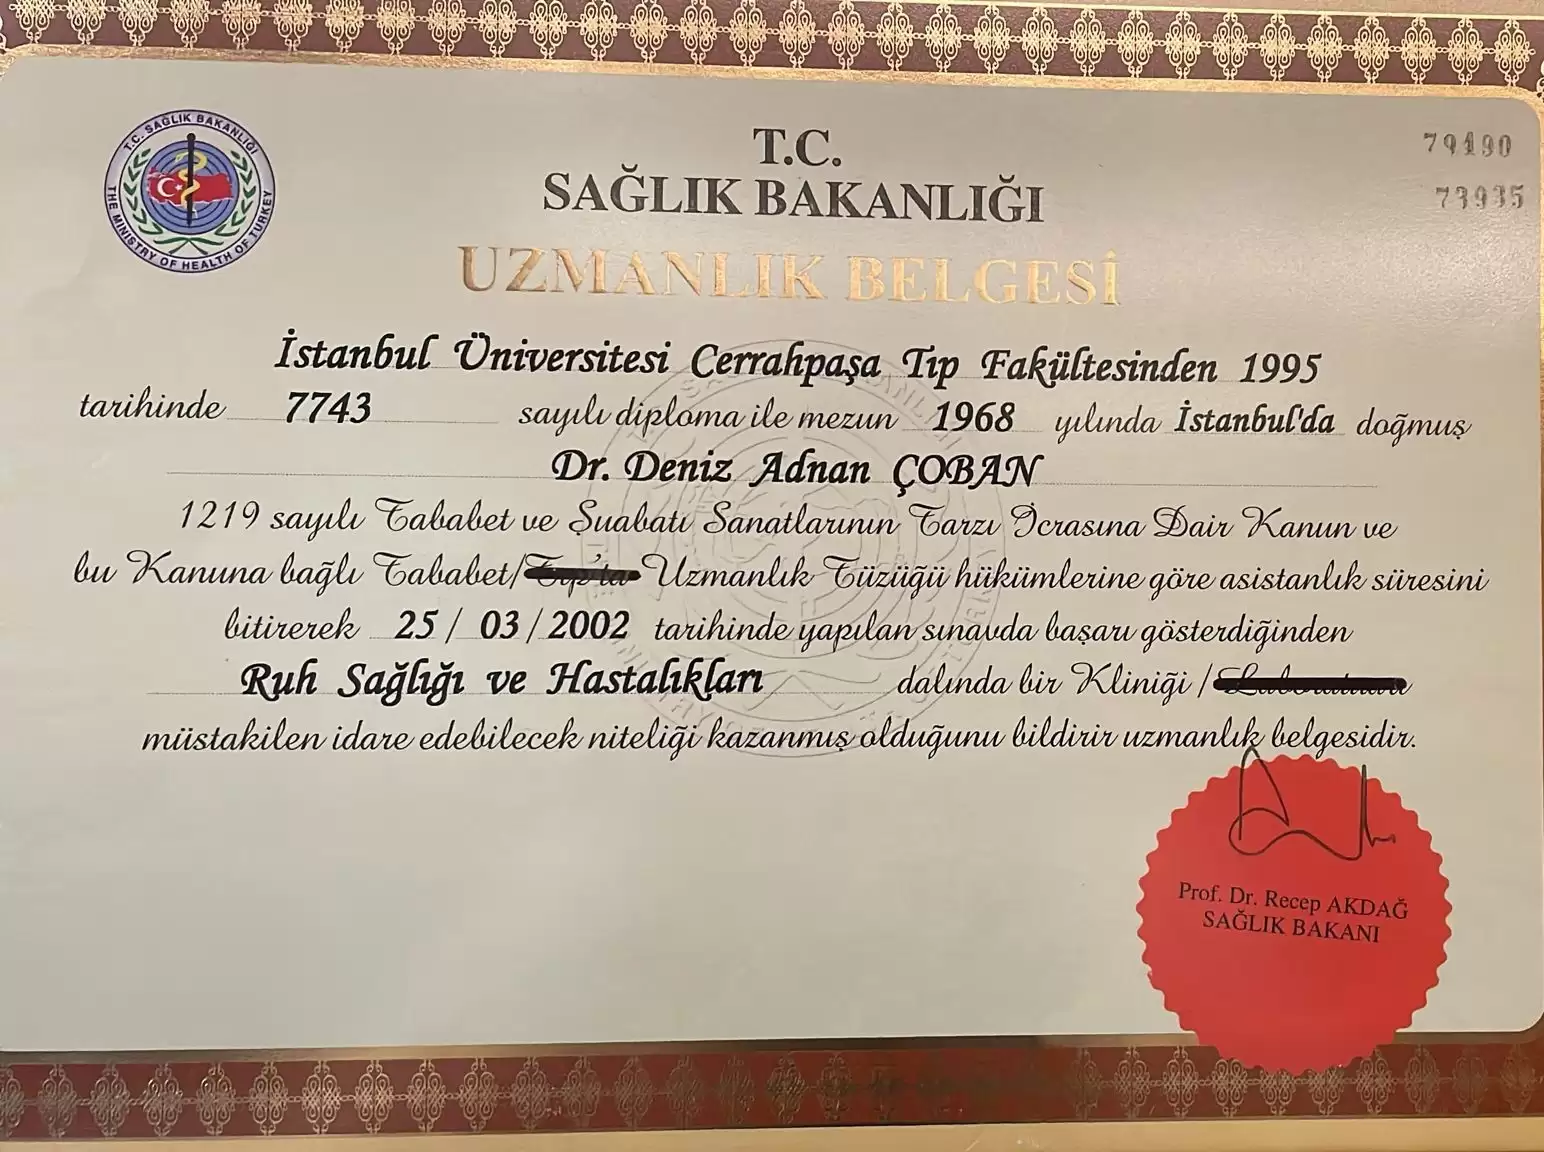 T.C. SAĞLIK BAKANLIĞI
THE MINISTRY OF HEALTH OF TURKEY
T.C.
SAĞLIK BAKANLIĞI
UZMANLIK BELGESİ
79190
73935
İstanbul Üniversitesi Cerrahpaşa Tıp Fakültesinden 1995
tarihinde 7743 sayılı diploma ile mezun 1968 yılında İstanbul'da doğmuş
Dr. Deniz Adnan ÇOBAN
1219 sayılı Tababet ve Şuabatı Sanatlarının Tarzı İcrasına Dair Kanun ve
bu Kanuna bağlı Tababet/Tıp'ta Uzmanlık Tüzüğü hükümlerine göre asistanlık süresini
bitirerek 25 / 03 / 2002 tarihinde yapılan sınavda başarı gösterdiğinden
Ruh Sağlığı ve Hastalıkları dalında bir Kliniği /
müstakilen idare edebilecek niteliği kazanmış olduğunu bildirir uzmanlık belgesidir.
Prof. Dr. Recep AKDAĞ
SAĞLIK BAKANI